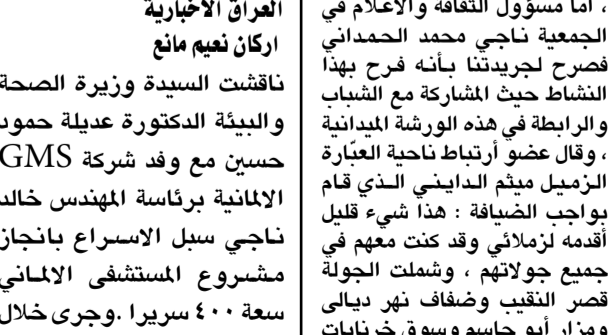 العراق الاخبارية
اركان نعيم مانع
ناقشت السيدة وزيرة الصحة
والبيئة الدكتورة عديلة حمود
حسين مع وفد شركة GMS
الالمانية برئاسة المهندس خالد
ناجي سبل الاسراع بانجاز
مشروع المستشفى الالماني
سعة ٤٠٠ سريرا .وجرى خلال
، أما مسؤول الثقافة والأعلام في
الجمعية ناجي محمد الحمداني
فصرح لجريدتنا بأنه فرح بهذا
النشاط حيث المشاركة مع الشباب
والرابطة في هذه الورشة الميدانية
، وقال عضو أرتباط ناحية العبّارة
الزميل ميثم الدايني الذي قام
بواجب الضيافة : هذا شيء قليل
أقدمه لزملائي وقد كنت معهم في
جميع جولاتهم ، وشملت الجولة
قصر النقيب وضفاف نهر ديالى
ومزار أبو جاسم وسوق خرنابات